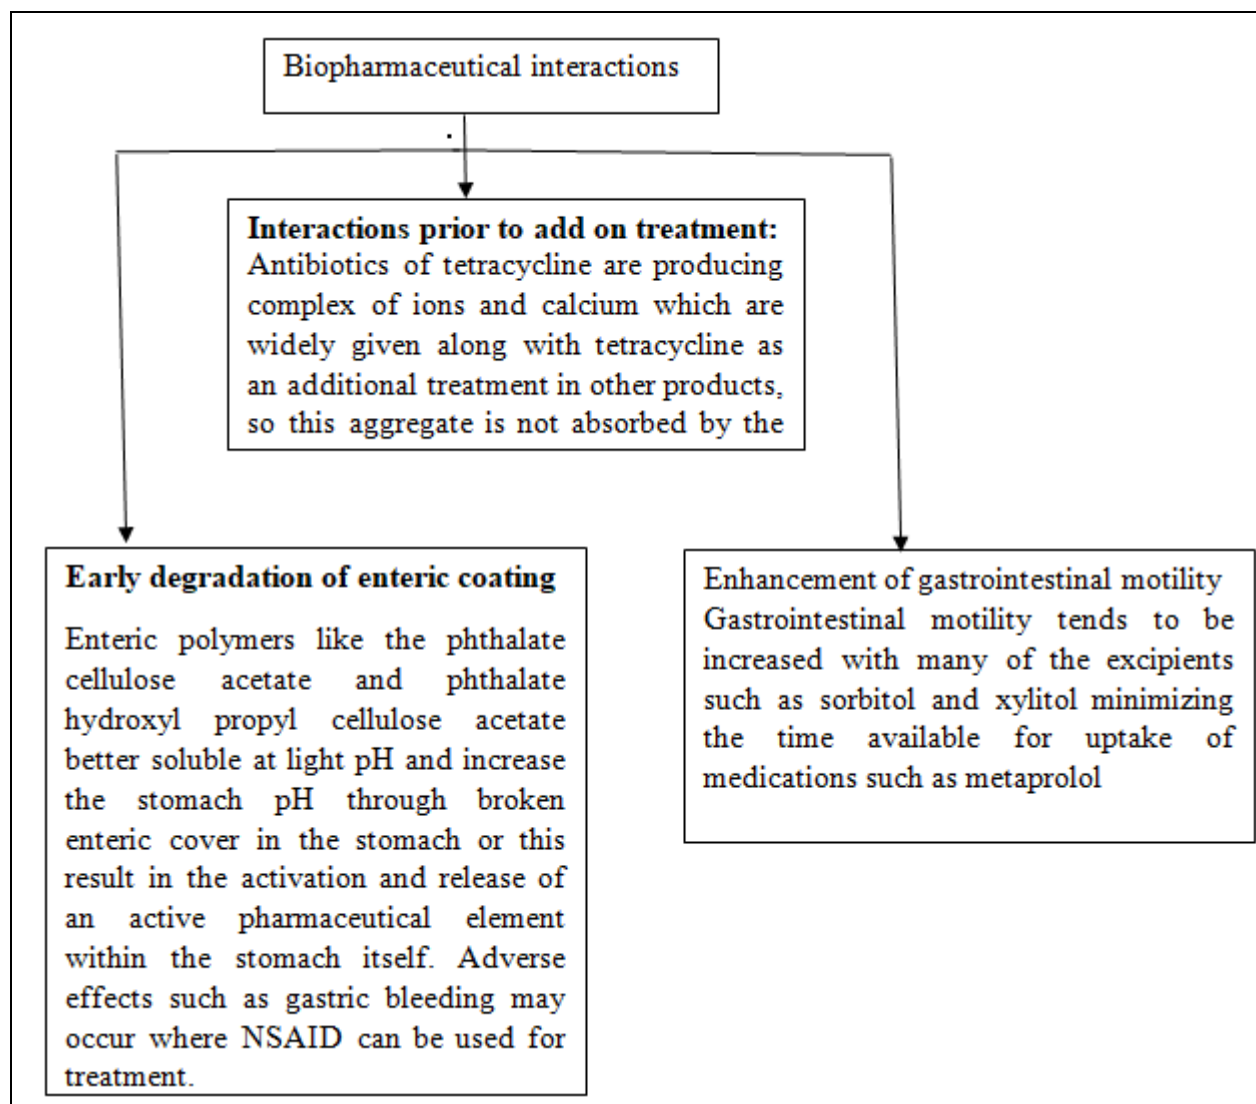 Biopharmaceutical interactions
Interactions prior to add on treatment:
Antibiotics of tetracycline are producing
complex of ions and calcium which are
widely given along with tetracycline as
an additional treatment in other products,
so this aggregate is not absorbed by the
Early degradation of enteric coating
Enteric polymers like the phthalate
cellulose acetate and phthalate
hydroxyl propyl cellulose acetate
better soluble at light pH and increase
the stomach pH through broken
enteric cover in the stomach or this
result in the activation and release of
an active pharmaceutical element
within the stomach itself. Adverse
effects such as gastric bleeding may
occur where NSAID can be used for
treatment.
Enhancement of gastrointestinal motility
Gastrointestinal motility tends to be
increased with many of the excipients
such as sorbitol and xylitol minimizing
the time available for uptake of
medications such as metaprolol